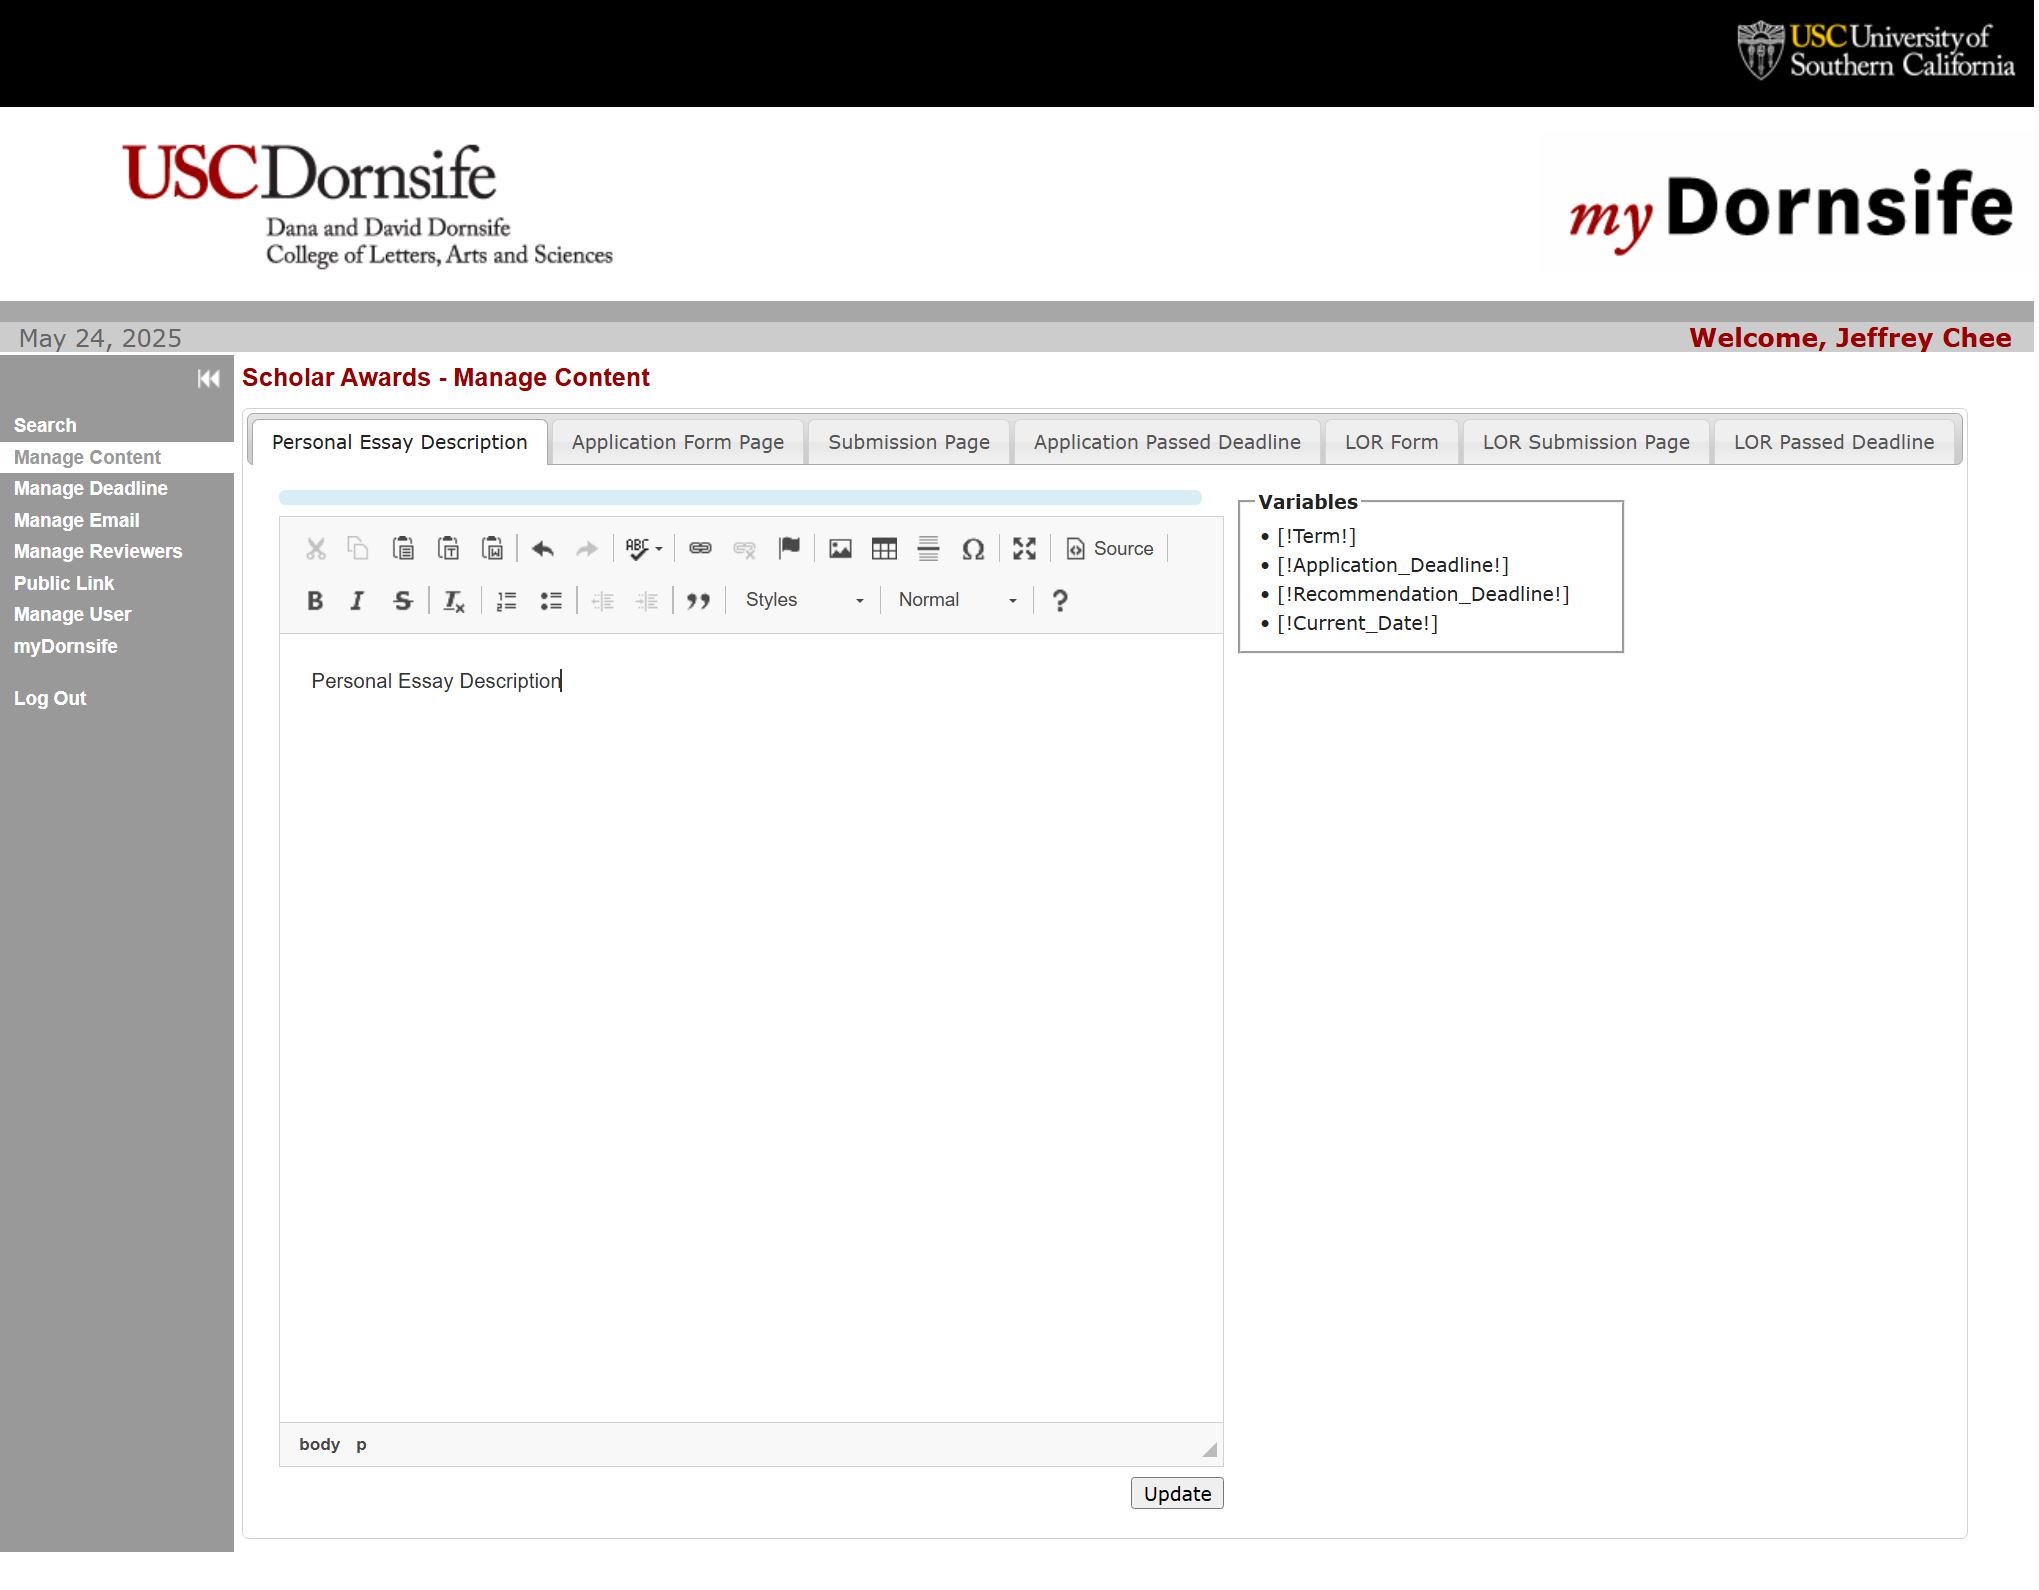 USC University of
Southern California
USC Dornsife
Dana and David Dornsife
College of Letters, Arts and Sciences
my Dornsife
May 24, 2025
Welcome, Jeffrey Chee
Scholar Awards - Manage Content
Search
Manage Content
Manage Deadline
Manage Email
Manage Reviewers
Public Link
Manage User
myDornsife
Log Out
Personal Essay Description
Application Form Page
Submission Page
Application Passed Deadline
LOR Form
LOR Submission Page
LOR Passed Deadline
ABC
Source
B I S Tx
Styles
Normal
?
Personal Essay Description
body p
Update
Variables
• [!Term!]
• [!Application_Deadline!]
• [!Recommendation_Deadline!]
• [!Current_Date!]